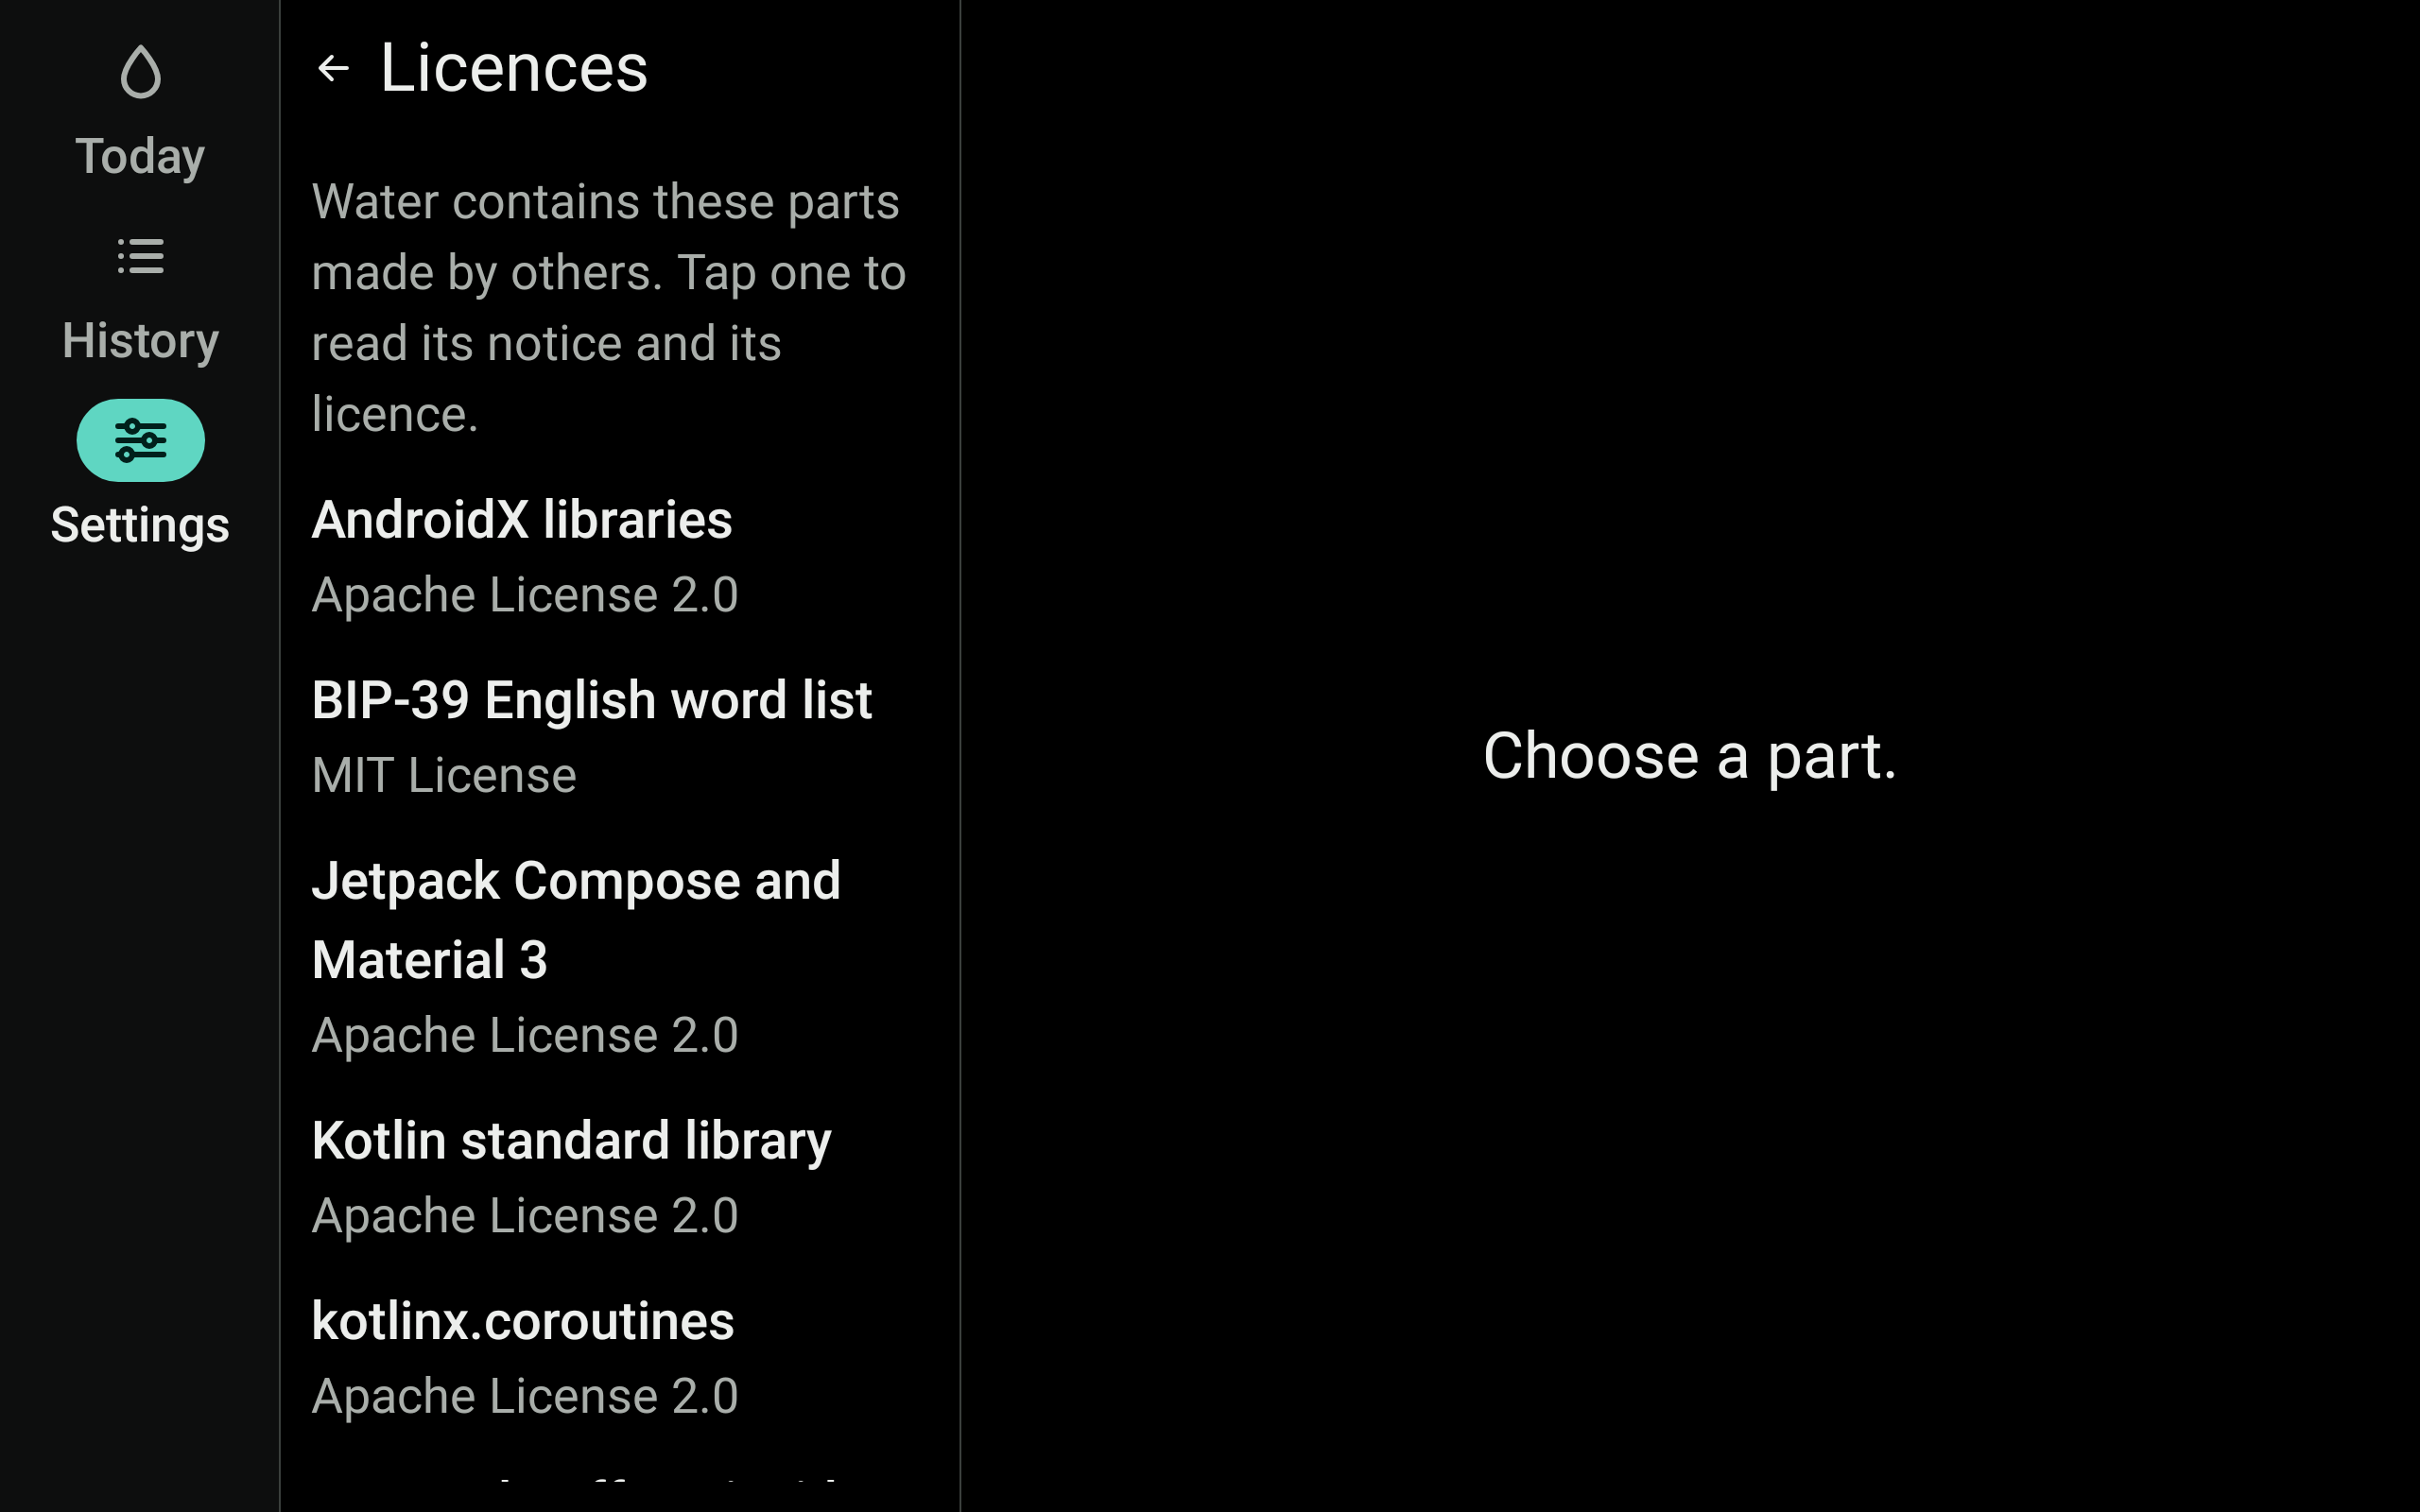 Today
History
Settings
Licences
Water contains these parts
made by others. Tap one to
read its notice and its
licence.
AndroidX libraries
Apache License 2.0
BIP-39 English word list
MIT License
Jetpack Compose and
Material 3
Apache License 2.0
Kotlin standard library
Apache License 2.0
kotlinx.coroutines
Apache License 2.0
Choose a part.